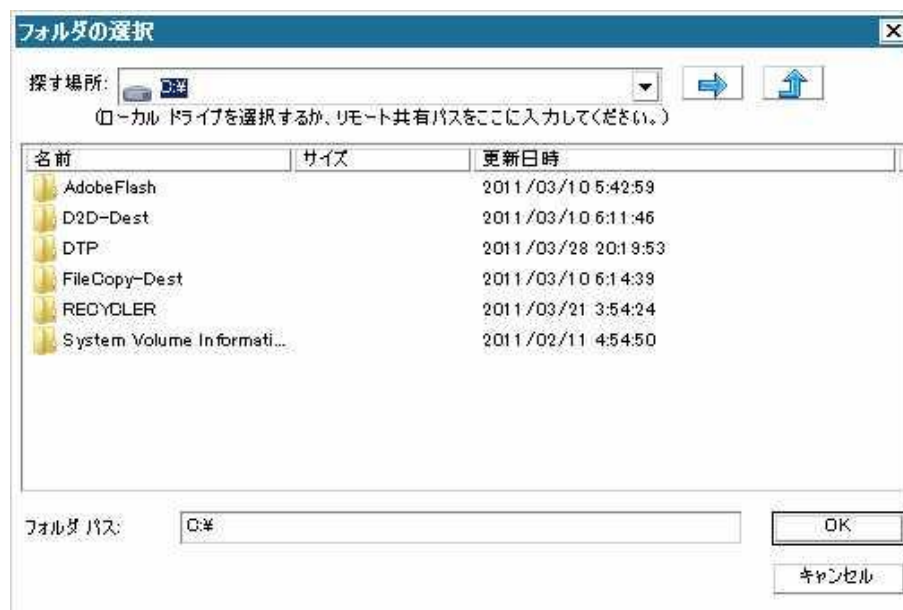 フォルダの選択
探す場所: C:¥
(ローカル ドライブを選択するか、リモート共有パスをここに入力してください。)
名前 サイズ 更新日時
AdobeFlash 2011/03/10 5:42:59
D2D-Dest 2011/03/10 6:11:46
DTP 2011/03/28 20:19:53
FileCopy-Dest 2011/03/10 6:14:39
RECYCLER 2011/03/21 3:54:24
System Volume Informati... 2011/02/11 4:54:50
フォルダ パス: C:¥ OK
キャンセル